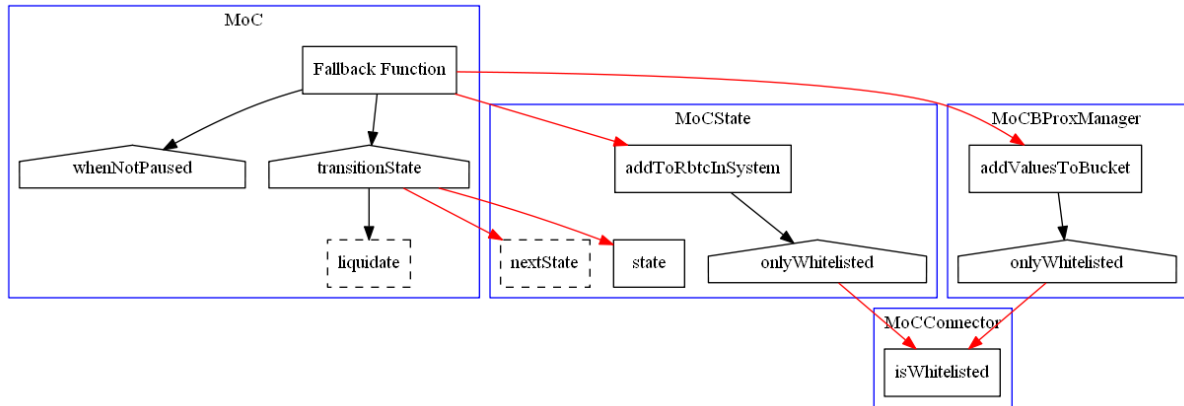 MoC
Fallback Function
MoCState
MoCBProxManager
whenNotPaused
transitionState
addToRbtcInSystem
addValuesToBucket
liquidate
nextState
state
onlyWhitelisted
onlyWhitelisted
MoCConnector
isWhitelisted